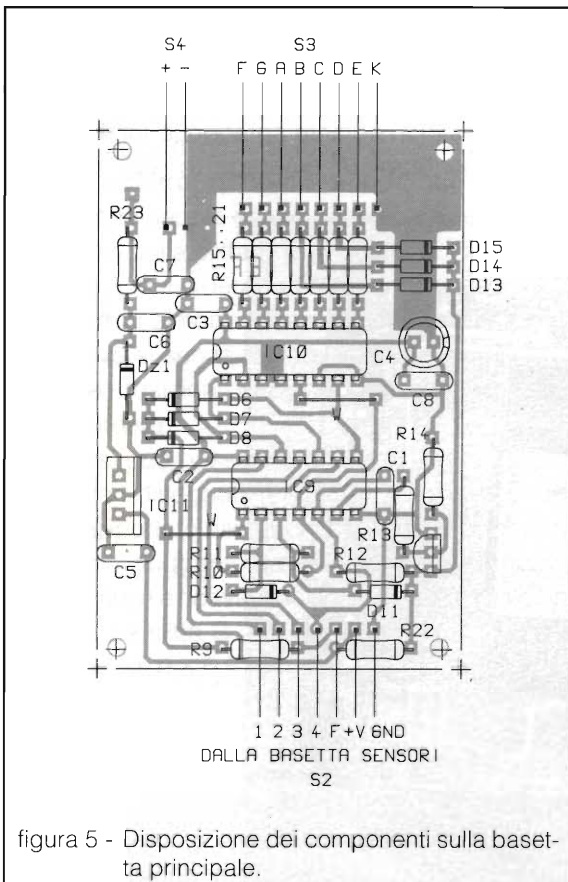 S4 S3
+ - F G A B C D E K
R23
R15..21
D15
C7
D14
D13
C3
C6
IC10
C4
Dz1
C8
D6
W
D7
R14
D8
C2
C1
IC9
IC11
W
R13
R11
R12
C5
R10
D12
D11
R9
R22
1 2 3 4 F +V GND
DALLA BASETTA SENSORI
S2
figura 5 - Disposizione dei componenti sulla baset-
ta principale.